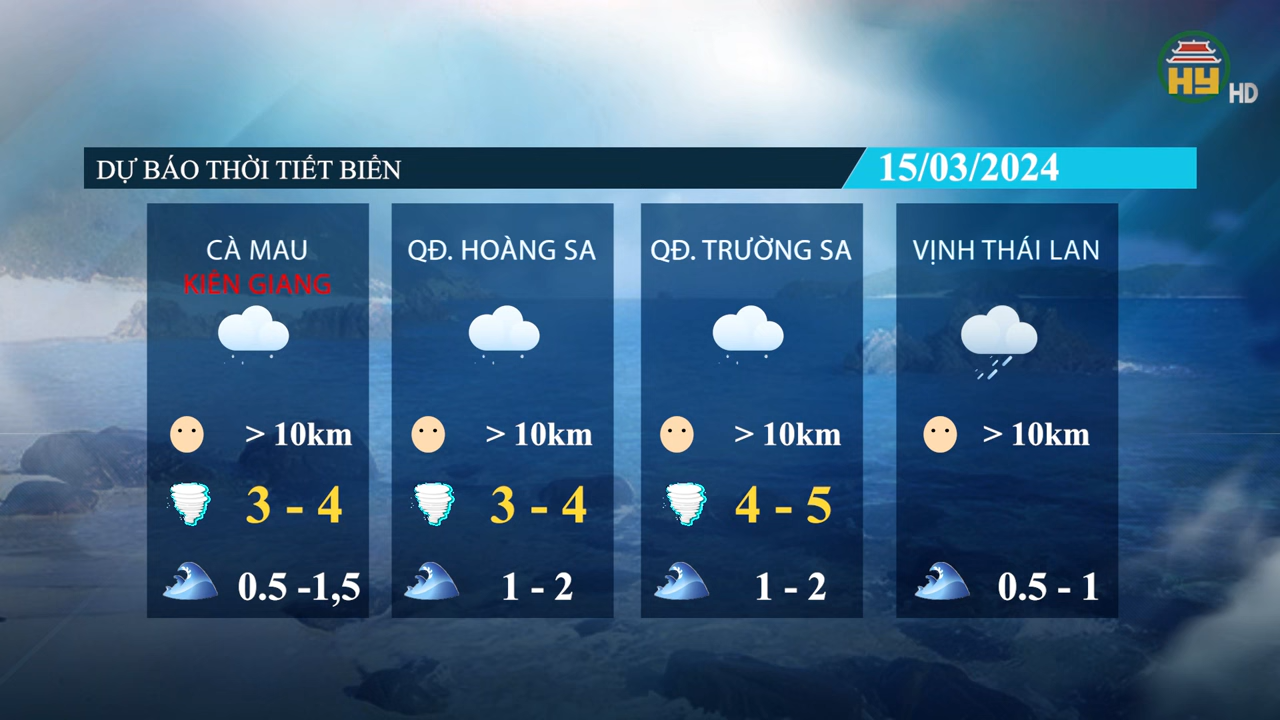 HY HD
DỰ BÁO THỜI TIẾT BIỂN
15/03/2024
CÀ MAU
KIÊN GIANG
> 10km
3 - 4
0.5 -1,5
QĐ. HOÀNG SA
> 10km
3 - 4
1 - 2
QĐ. TRƯỜNG SA
> 10km
4 - 5
1 - 2
VỊNH THÁI LAN
> 10km
0.5 - 1